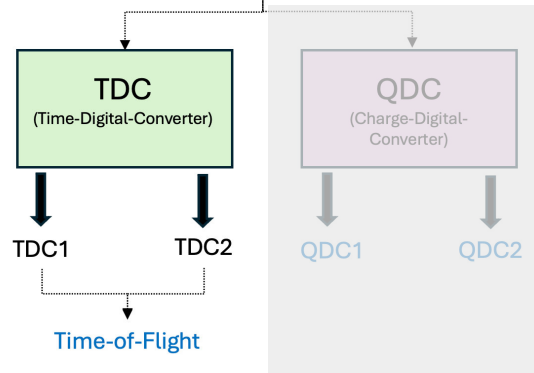 TDC
(Time-Digital-Converter)
QDC
(Charge-Digital-
Converter)
TDC1
TDC2
QDC1
QDC2
Time-of-Flight